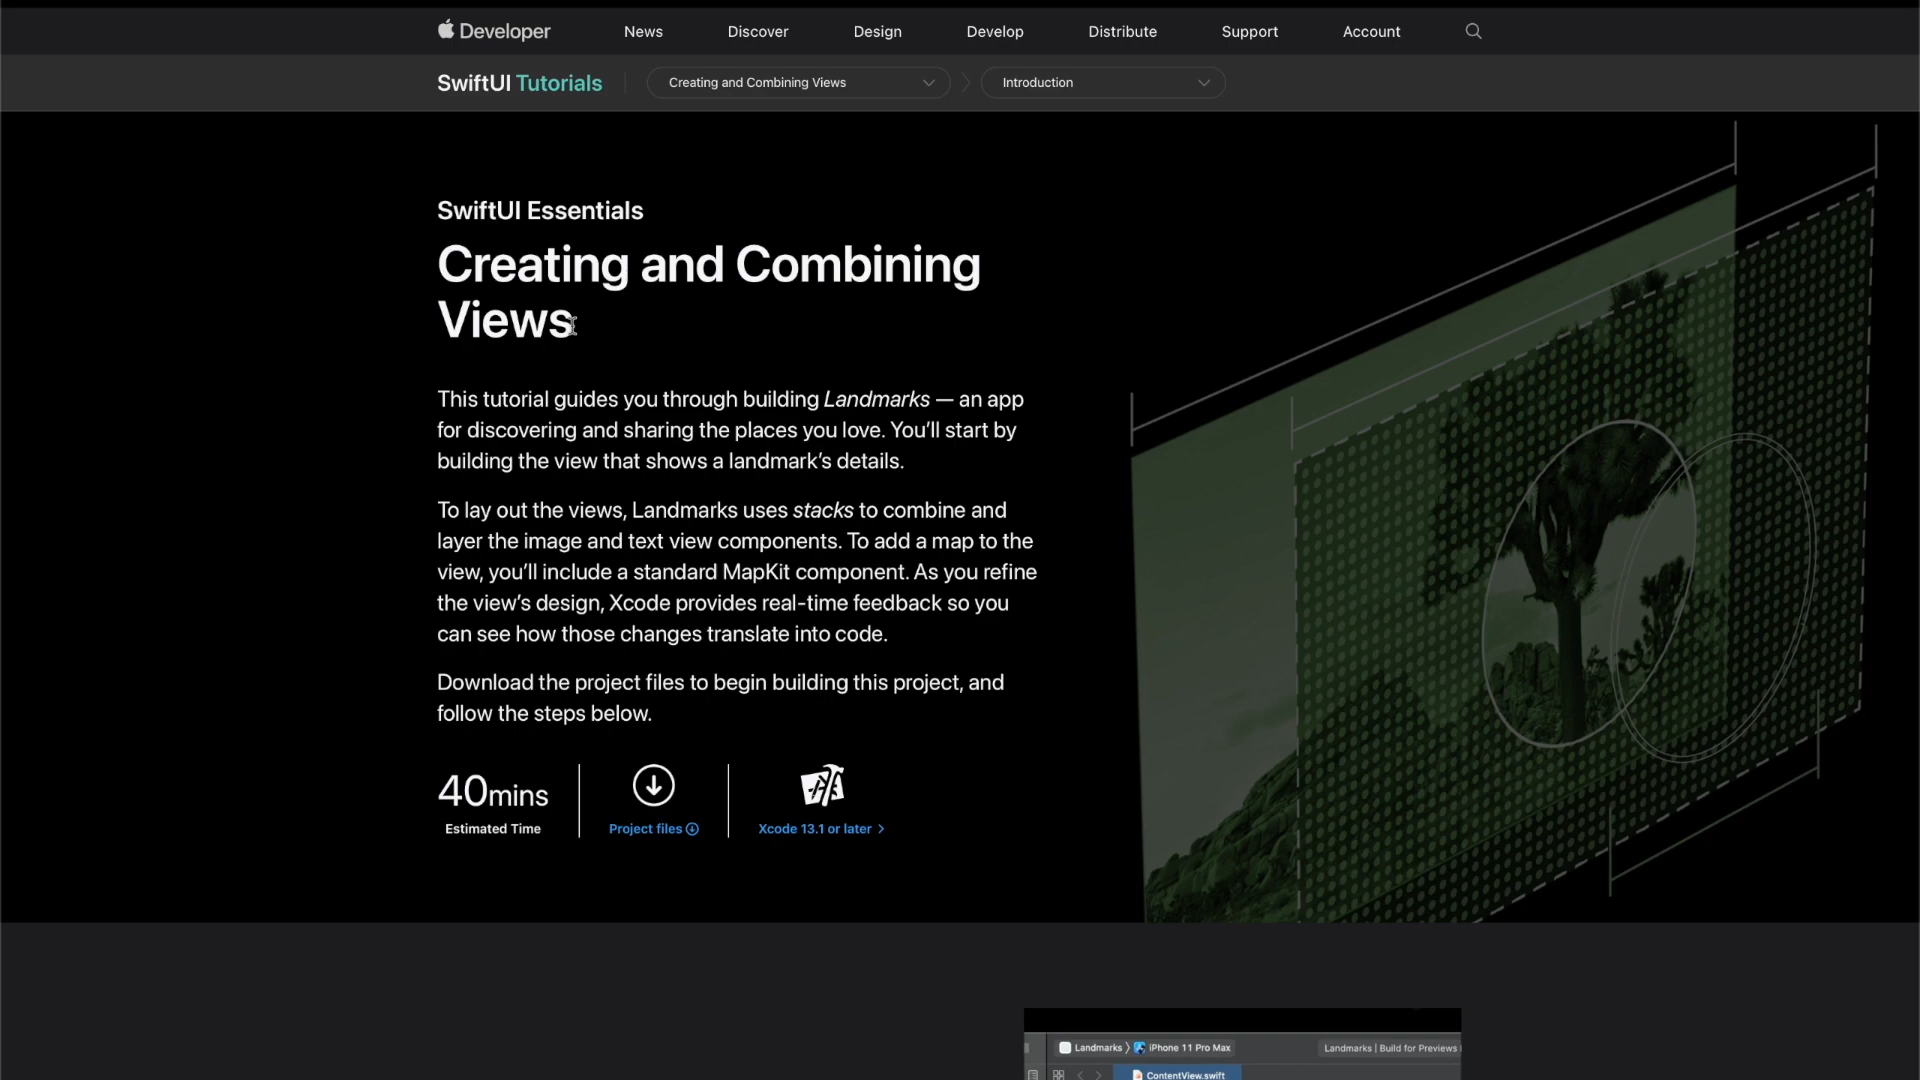 Developer
News
Discover
Design
Develop
Distribute
Support
Account
SwiftUI Tutorials
Creating and Combining Views
Introduction
SwiftUI Essentials
Creating and Combining
Views
This tutorial guides you through building Landmarks — an app
for discovering and sharing the places you love. You’ll start by
building the view that shows a landmark’s details.
To lay out the views, Landmarks uses stacks to combine and
layer the image and text view components. To add a map to the
view, you’ll include a standard MapKit component. As you refine
the view’s design, Xcode provides real-time feedback so you
can see how those changes translate into code.
Download the project files to begin building this project, and
follow the steps below.
40mins
Estimated Time
Project files
Xcode 13.1 or later
Landmarks
iPhone 11 Pro Max
Landmarks | Build for Previews
ContentView.swift